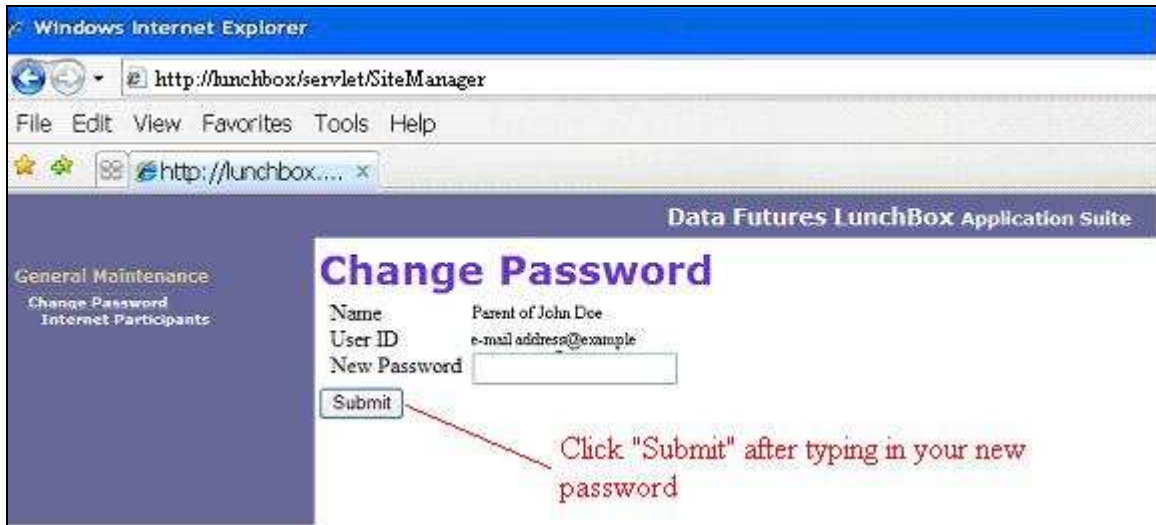 Windows Internet Explorer
http://lunchbox/servlet/SiteManager
File Edit View Favorites Tools Help
http://lunchbox.... ×
Data Futures LunchBox Application Suite
General Maintenance
Change Password
Internet Participants
Change Password
Name Parent of John Doe
User ID e-mail address@example
New Password
Submit
Click "Submit" after typing in your new
password